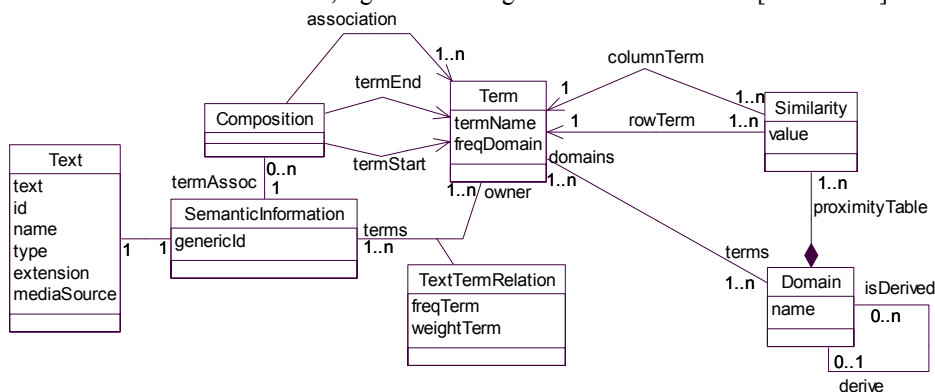 association
1..n
termEnd
columnTerm
Term
termName
freqDomain
1
1..n
Similarity
value
Composition
1
rowTerm
1..n
termStart
domains
Text
text
id
name
type
extension
mediaSource
0..n
termAssoc
1
1..n
owner
1..n
1..n
proximityTable
SemanticInformation
genericId
terms
1..n
1
1
terms
1..n
TextTermRelation
freqTerm
weightTerm
Domain
name
isDerived
0..n
0..1
derive